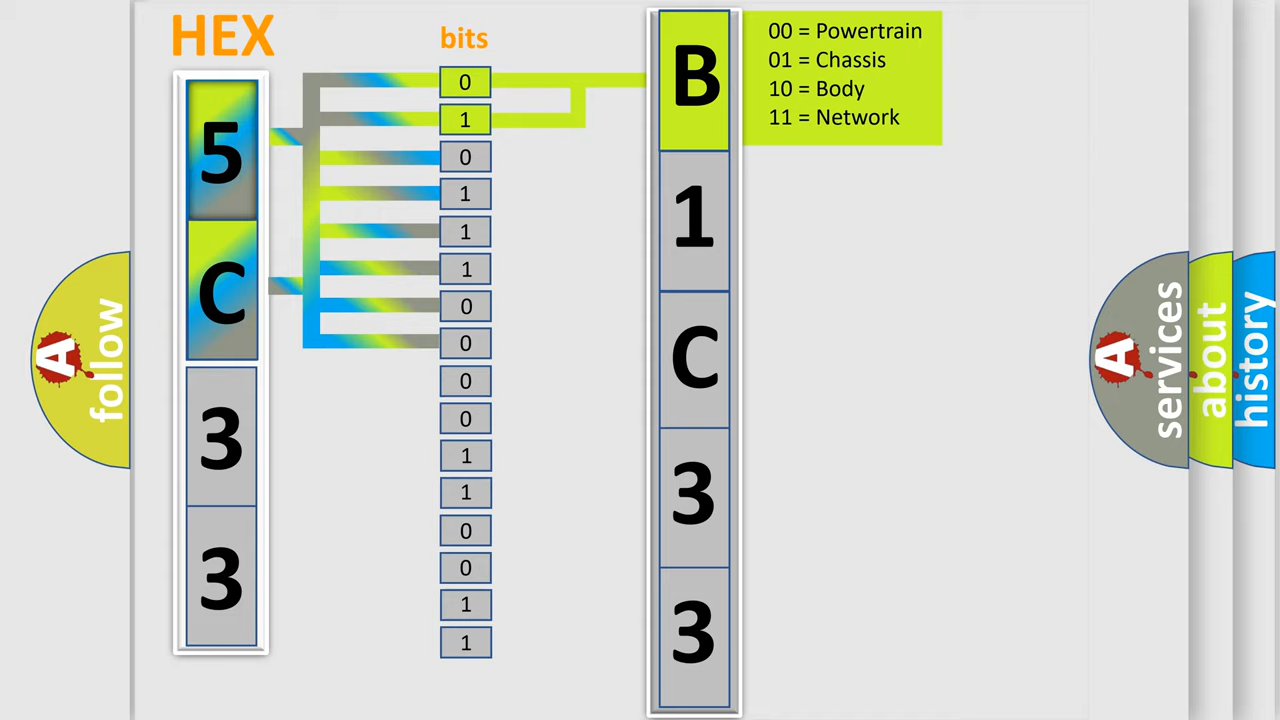 HEX
bits
5
C
3
3
0
1
0
1
1
1
0
0
0
0
1
1
0
0
1
1
B
1
C
3
3
00 = Powertrain
01 = Chassis
10 = Body
11 = Network
A
follow
A
services
about
history